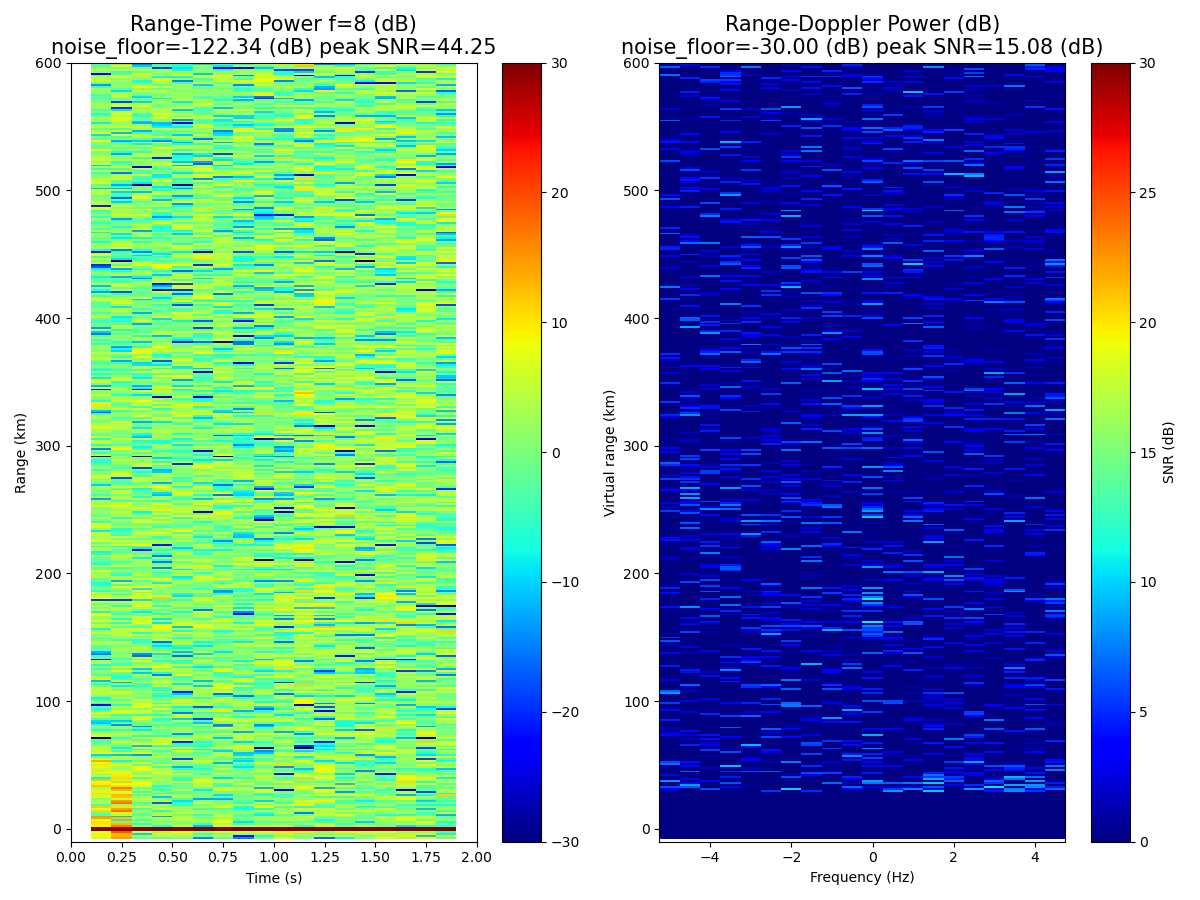 Range-Time Power f=8 (dB)
noise_floor=-122.34 (dB) peak SNR=44.25
Range (km)
600
500
400
300
200
100
0
0.00 0.25 0.50 0.75 1.00 1.25 1.50 1.75 2.00
Time (s)
30
20
10
0
−10
−20
−30
Range-Doppler Power (dB)
noise_floor=-30.00 (dB) peak SNR=15.08 (dB)
Virtual range (km)
600
500
400
300
200
100
0
−4 −2 0 2 4
Frequency (Hz)
30
25
20
15
10
5
0
SNR (dB)